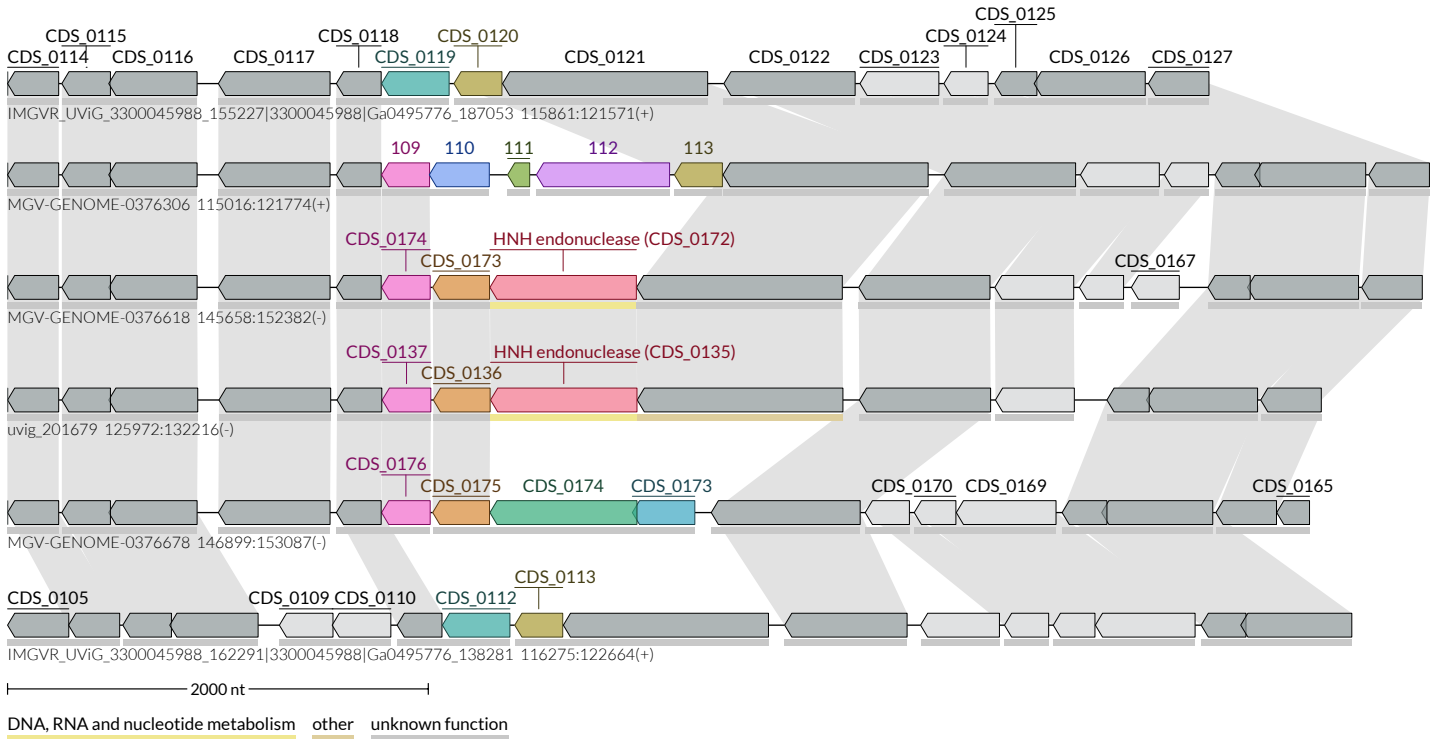 CDS_0125
CDS_0115 CDS_0118 CDS_0120 CDS_0124
CDS_0114 CDS_0116 CDS_0117 CDS_0119 CDS_0121 CDS_0122 CDS_0123 CDS_0126 CDS_0127
IMGVR_UViG_3300045988_155227|3300045988|Ga0495776_187053 115861:121571(+)
109 110 111 112 113
MGV-GENOME-0376306 115016:121774(+)
CDS_0174 HNH endonuclease (CDS_0172)
CDS_0173 CDS_0167
MGV-GENOME-0376618 145658:152382(-)
CDS_0137 HNH endonuclease (CDS_0135)
CDS_0136
uvig_201679 125972:132216(-)
CDS_0176
CDS_0175 CDS_0174 CDS_0173 CDS_0170 CDS_0169 CDS_0165
MGV-GENOME-0376678 146899:153087(-)
CDS_0113
CDS_0105 CDS_0109 CDS_0110 CDS_0112
IMGVR_UViG_3300045988_162291|3300045988|Ga0495776_138281 116275:122664(+)
2000 nt
DNA, RNA and nucleotide metabolism other unknown function